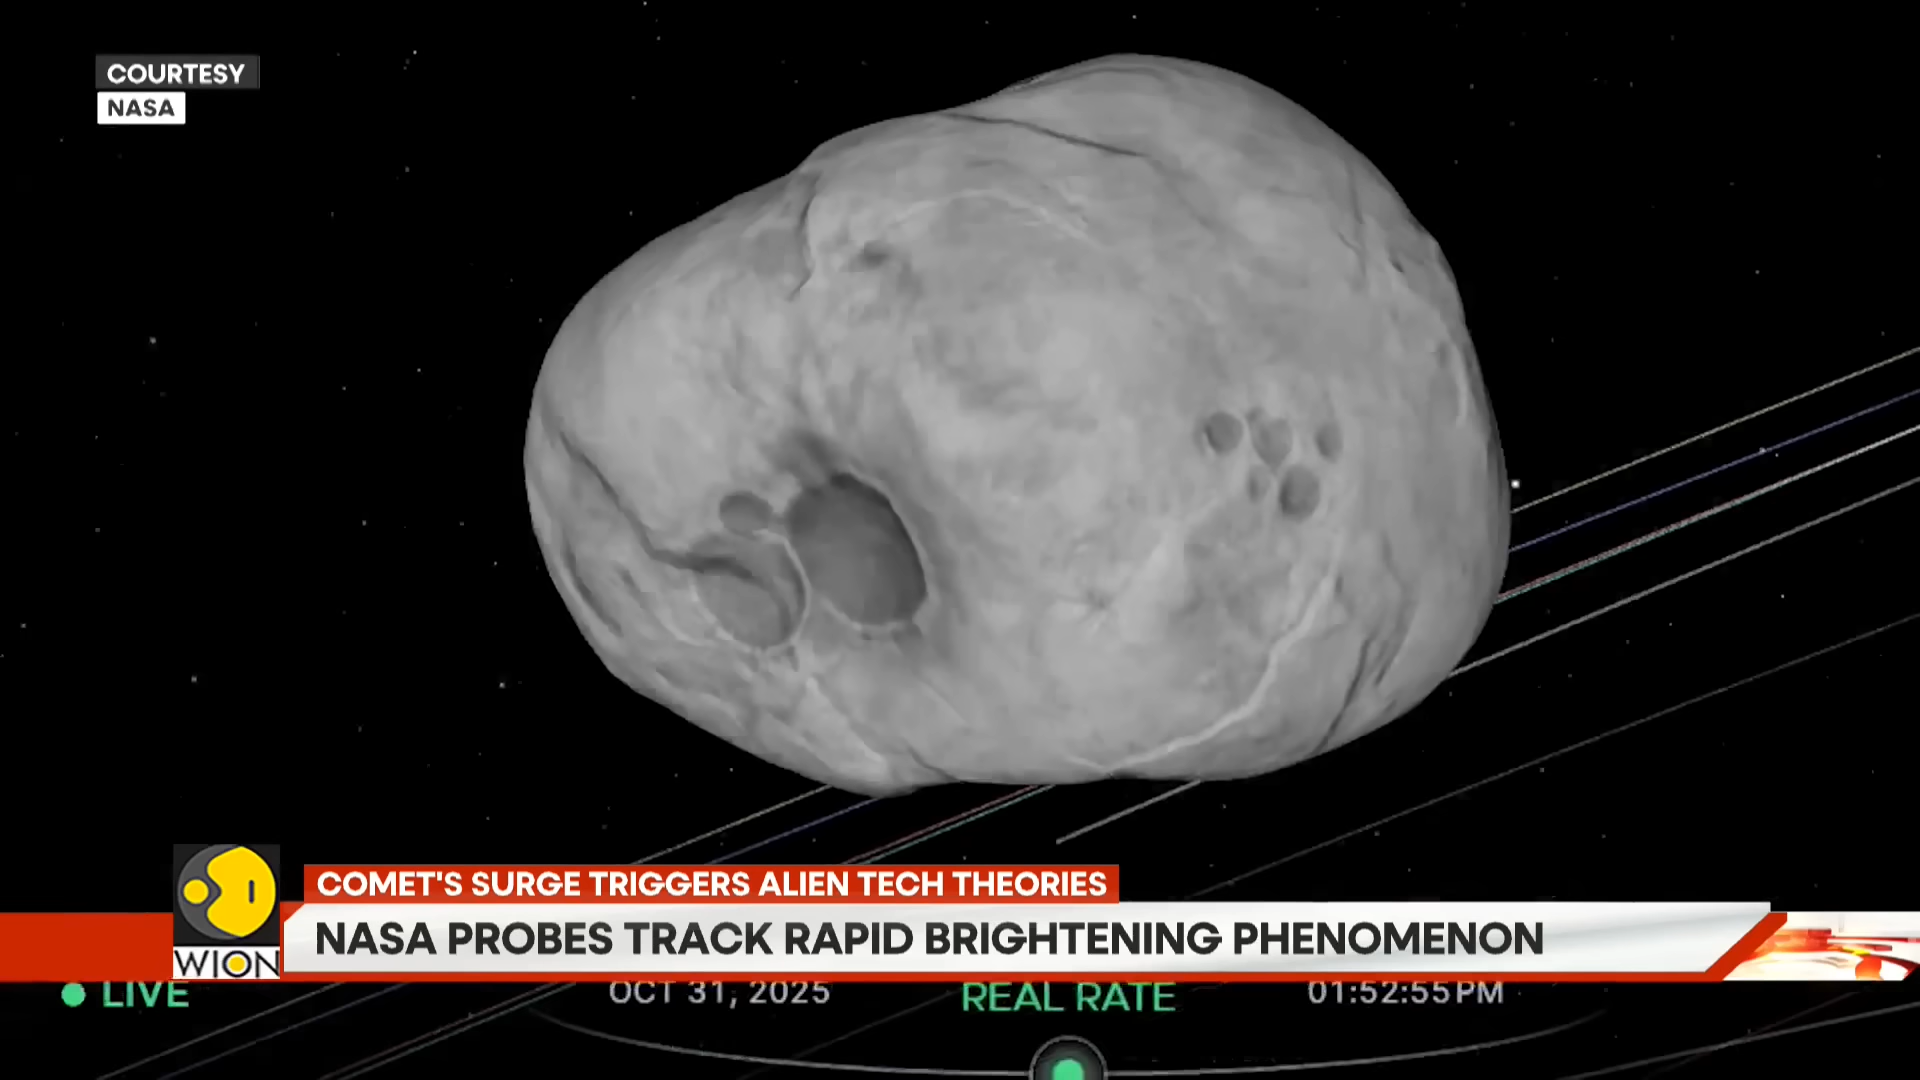 COURTESY
NASA
COMET'S SURGE TRIGGERS ALIEN TECH THEORIES
NASA PROBES TRACK RAPID BRIGHTENING PHENOMENON
WION
LIVE
OCT 31, 2025
REAL RATE
01:52:55 PM